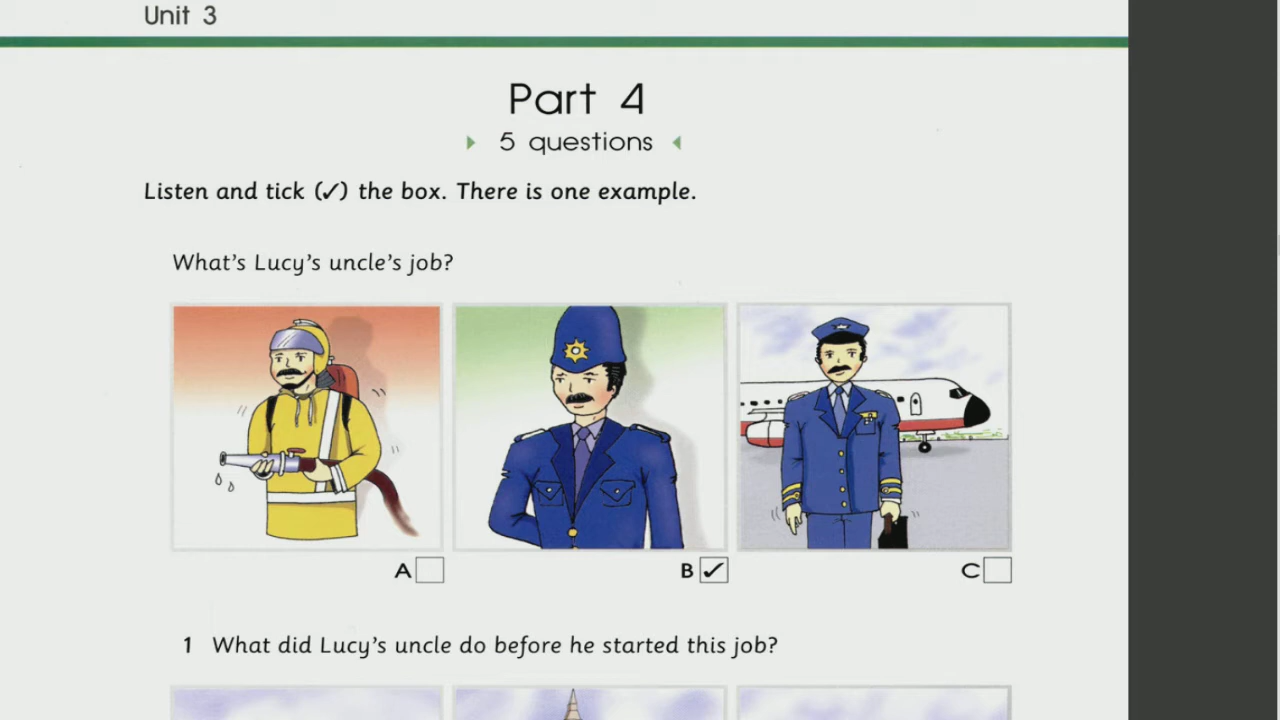 Unit 3
Part 4
5 questions
Listen and tick (✓) the box. There is one example.
What's Lucy's uncle's job?
A
B ✓
C
1 What did Lucy's uncle do before he started this job?